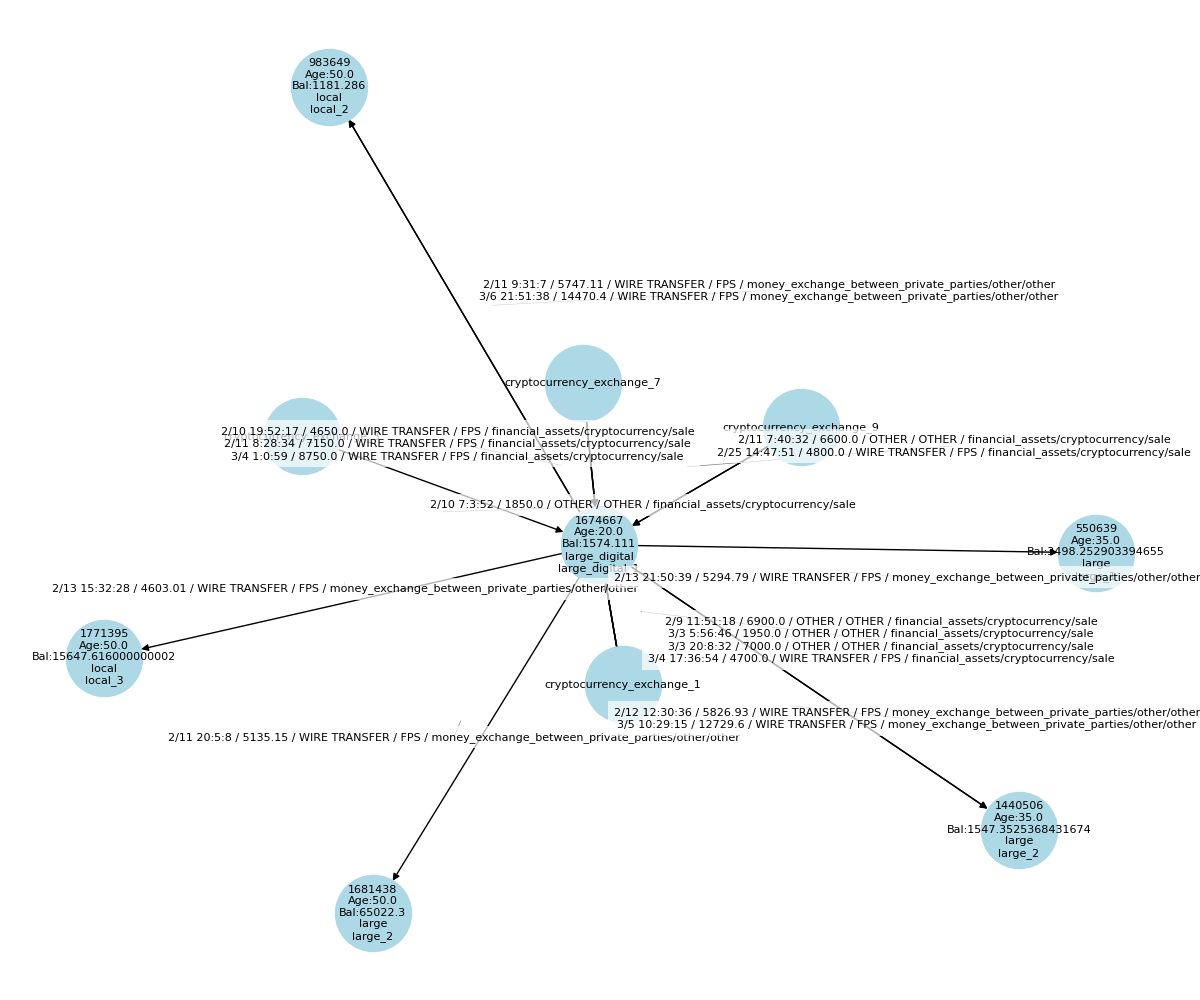 983649
Age:50.0
Bal:1181.286
local
local_2
2/11 9:31:7 / 5747.11 / WIRE TRANSFER / FPS / money_exchange_between_private_parties/other/other
3/6 21:51:38 / 14470.4 / WIRE TRANSFER / FPS / money_exchange_between_private_parties/other/other
cryptocurrency_exchange_7
cryptocurrency_exchange_9
2/10 19:52:17 / 4650.0 / WIRE TRANSFER / FPS / financial_assets/cryptocurrency/sale
2/11 8:28:34 / 7150.0 / WIRE TRANSFER / FPS / financial_assets/cryptocurrency/sale
3/4 1:0:59 / 8750.0 / WIRE TRANSFER / FPS / financial_assets/cryptocurrency/sale
2/11 7:40:32 / 6600.0 / OTHER / OTHER / financial_assets/cryptocurrency/sale
2/25 14:47:51 / 4800.0 / WIRE TRANSFER / FPS / financial_assets/cryptocurrency/sale
2/10 7:3:52 / 1850.0 / OTHER / OTHER / financial_assets/cryptocurrency/sale
1674667
Age:20.0
Bal:1574.111
large_digital
550639
Age:35.0
Bal:3498.252903394655
large
2/13 21:50:39 / 5294.79 / WIRE TRANSFER / FPS / money_exchange_between_private_parties/other/other
2/13 15:32:28 / 4603.01 / WIRE TRANSFER / FPS / money_exchange_between_private_parties/other/other
1771395
Age:50.0
Bal:15647.616000000002
local
local_3
2/9 11:51:18 / 6900.0 / OTHER / OTHER / financial_assets/cryptocurrency/sale
3/3 5:56:46 / 1950.0 / OTHER / OTHER / financial_assets/cryptocurrency/sale
3/3 20:8:32 / 7000.0 / OTHER / OTHER / financial_assets/cryptocurrency/sale
3/4 17:36:54 / 4700.0 / WIRE TRANSFER / FPS / financial_assets/cryptocurrency/sale
cryptocurrency_exchange_1
2/12 12:30:36 / 5826.93 / WIRE TRANSFER / FPS / money_exchange_between_private_parties/other/other
3/5 10:29:15 / 12729.6 / WIRE TRANSFER / FPS / money_exchange_between_private_parties/other/other
2/11 20:5:8 / 5135.15 / WIRE TRANSFER / FPS / money_exchange_between_private_parties/other/other
1440506
Age:35.0
Bal:1547.3525368431674
large
large_2
1681438
Age:50.0
Bal:65022.3
large
large_2